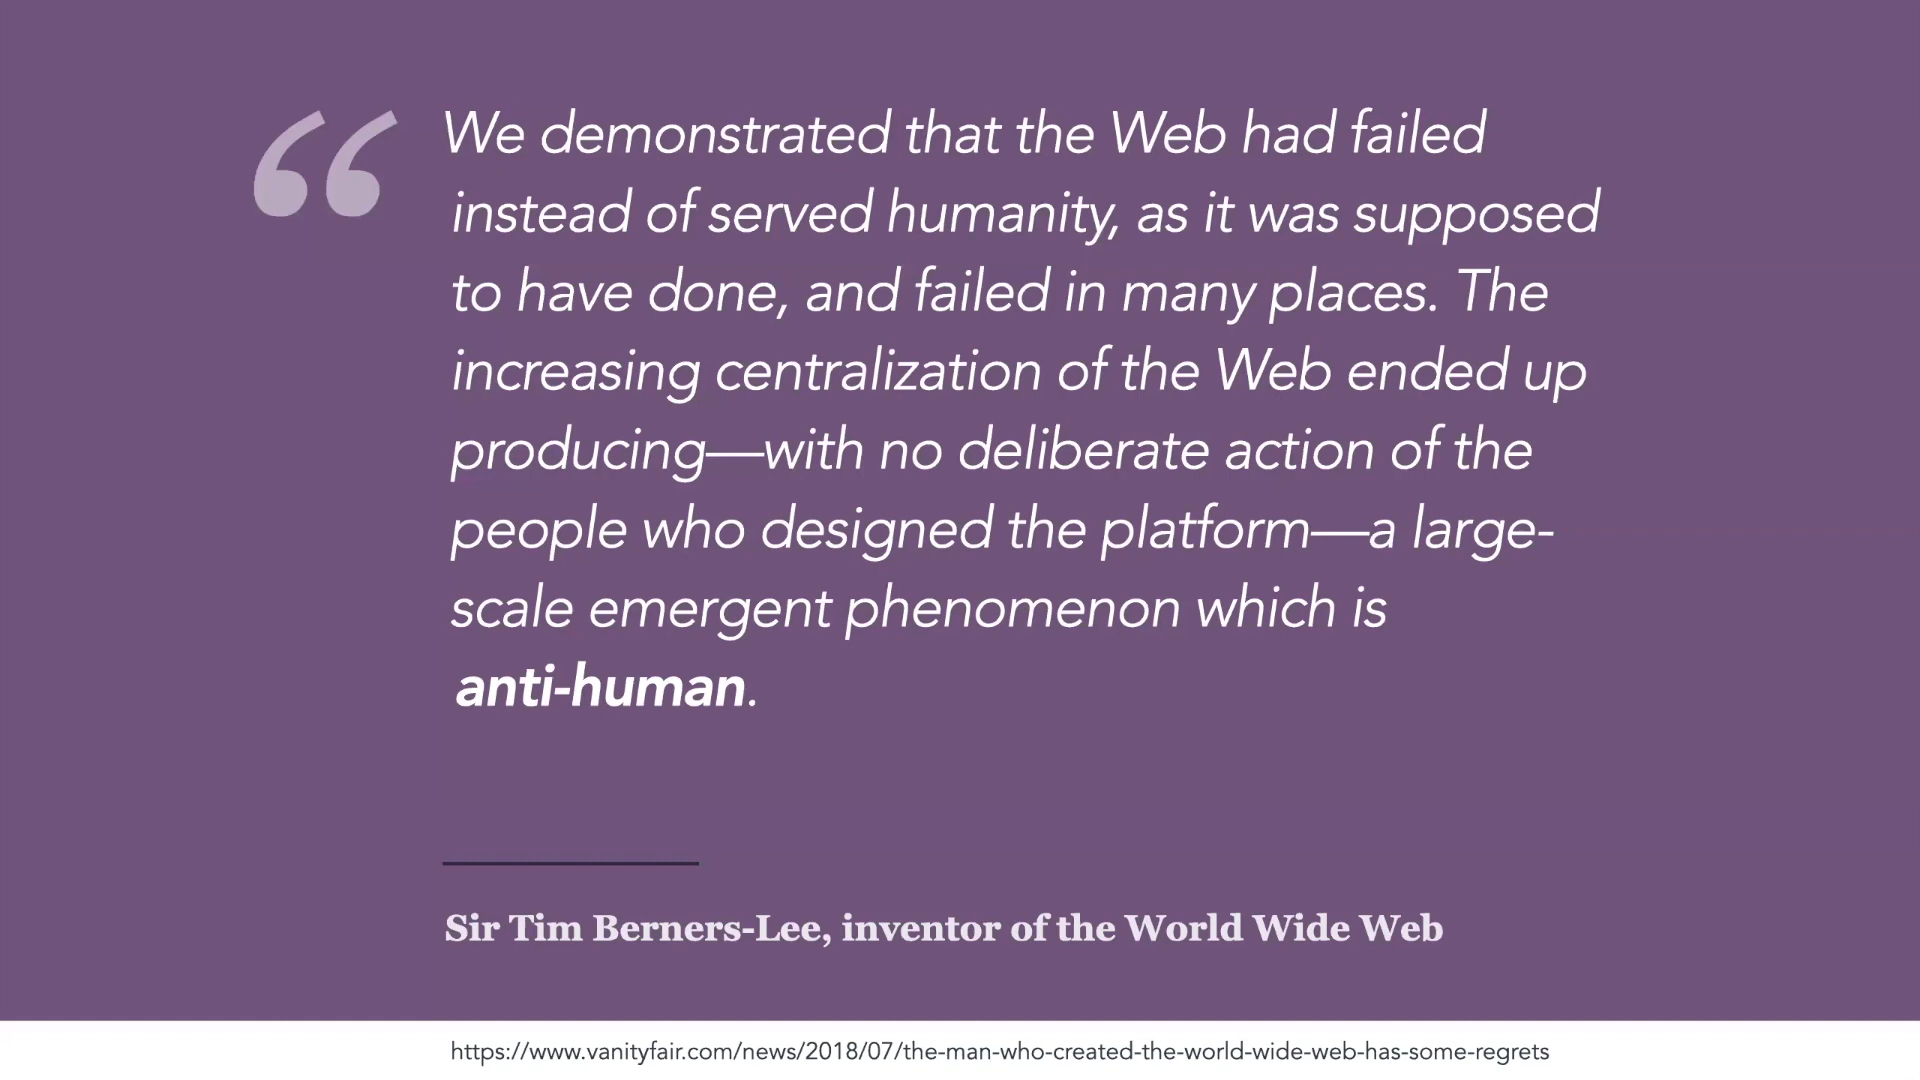 “We demonstrated that the Web had failed
instead of served humanity, as it was supposed
to have done, and failed in many places. The
increasing centralization of the Web ended up
producing—with no deliberate action of the
people who designed the platform—a large-
scale emergent phenomenon which is
anti-human.
Sir Tim Berners-Lee, inventor of the World Wide Web
https://www.vanityfair.com/news/2018/07/the-man-who-created-the-world-wide-web-has-some-regrets